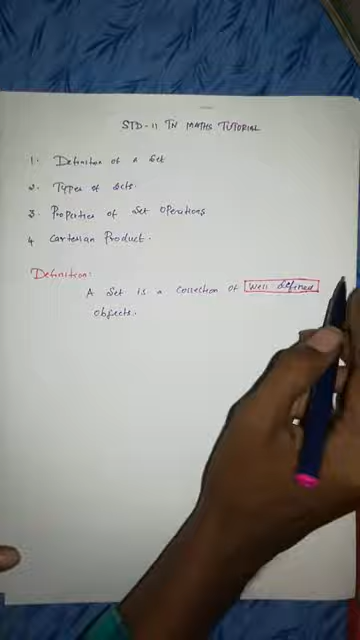 STD-11 TN MATHS TUTORIAL
1. Definition of a Set
2. Types of Sets.
3. Properties of Set Operations
4 Carterian Product.
Definition:
A Set is a collection of Well defined
objects.